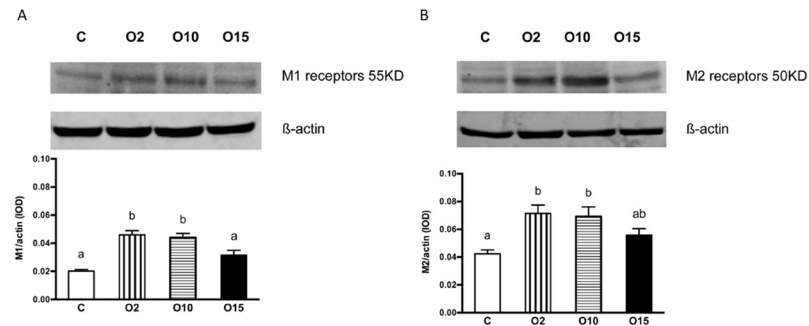 A
C O2 O10 O15
M1 receptors 55KD
ß-actin
0.10
0.08
0.06
0.04
0.02
0.00
M1/actin (IOD)
a b b a
C O2 O10 O15
B
C O2 O10 O15
M2 receptors 50KD
ß-actin
0.10
0.08
0.06
0.04
0.02
0.00
M2/actin (IOD)
a b b ab
C O2 O10 O15